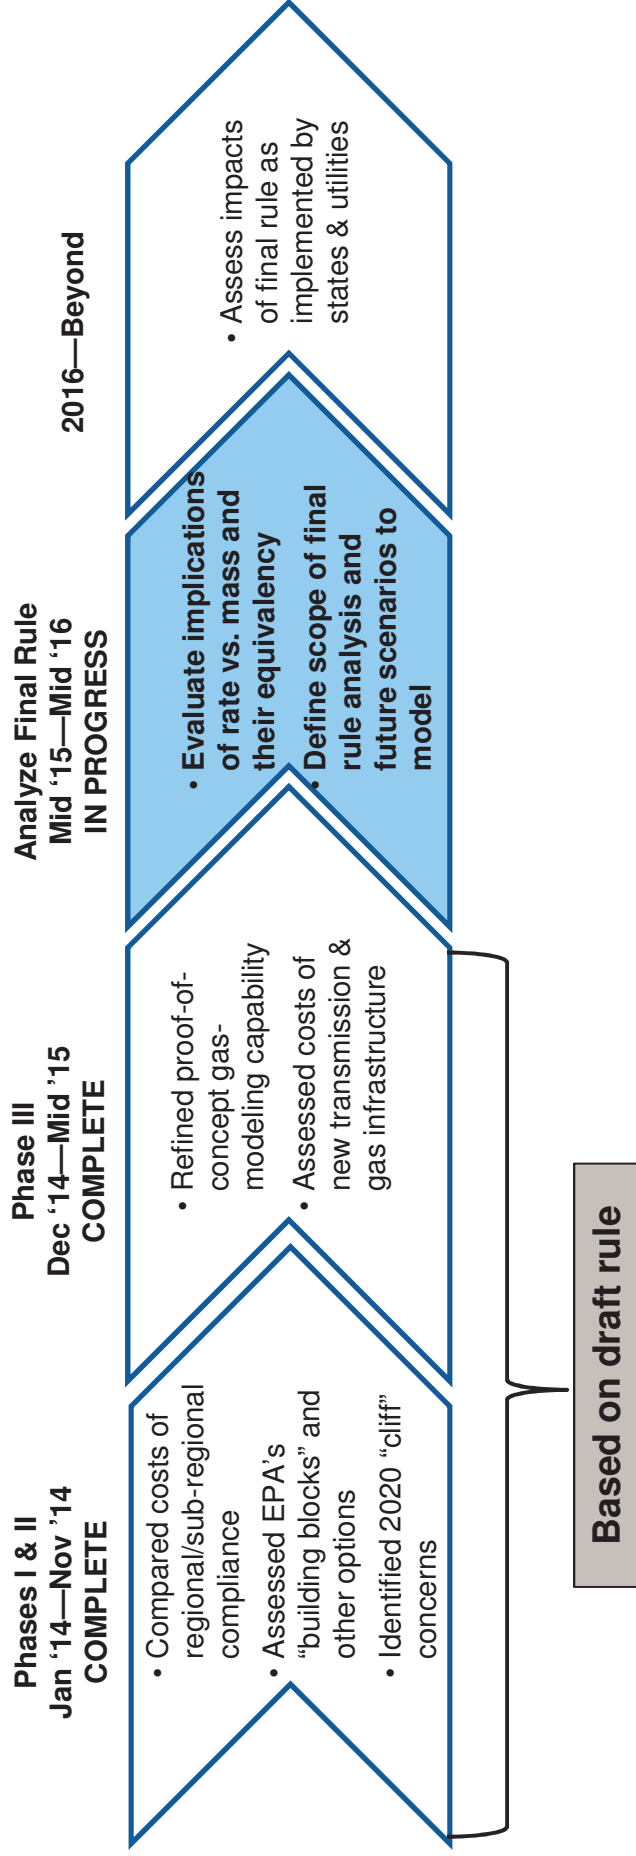 Phases I & II
Jan ‘14—Nov ’14
COMPLETE
• Compared costs of
regional/sub-regional
compliance
• Assessed EPA’s
“building blocks” and
other options
• Identified 2020 “cliff”
concerns
Phase III
Dec ‘14—Mid ’15
COMPLETE
• Refined proof-of-
concept gas-
modeling capability
• Assessed costs of
new transmission &
gas infrastructure
Analyze Final Rule
Mid ‘15—Mid ‘16
IN PROGRESS
• Evaluate implications
of rate vs. mass and
their equivalency
• Define scope of final
rule analysis and
future scenarios to
model
2016—Beyond
• Assess impacts
of final rule as
implemented by
states & utilities
Based on draft rule